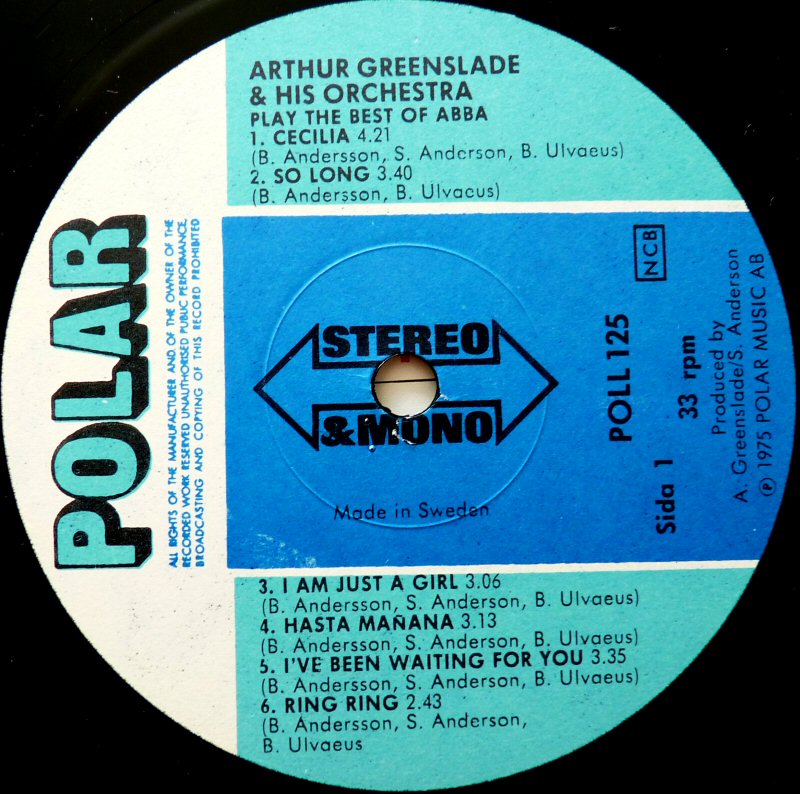 ARTHUR GREENSLADE
& HIS ORCHESTRA
PLAY THE BEST OF ABBA
1. CECILIA 4.21
(B. Andersson, S. Anderson, B. Ulvaeus)
2. SO LONG 3.40
(B. Andersson, B. Ulvaeus)
POLAR
ALL RIGHTS OF THE MANUFACTURER AND OF THE OWNER OF THE
RECORDED WORK RESERVED UNAUTHORISED PUBLIC PERFORMANCE,
BROADCASTING AND COPYING OF THIS RECORD PROHIBITED
STEREO
&MONO
Made in Sweden
NCB
POLL 125
33 rpm
Sida 1
Produced by
A. Greenslade/S. Anderson
℗ 1975 POLAR MUSIC AB
3. I AM JUST A GIRL 3.06
(B. Andersson, S. Anderson, B. Ulvaeus)
4. HASTA MAÑANA 3.13
(B. Andersson, S. Anderson, B. Ulvaeus)
5. I'VE BEEN WAITING FOR YOU 3.35
(B. Andersson, S. Anderson, B. Ulvaeus)
6. RING RING 2.43
(B. Andersson, S. Anderson,
B. Ulvaeus